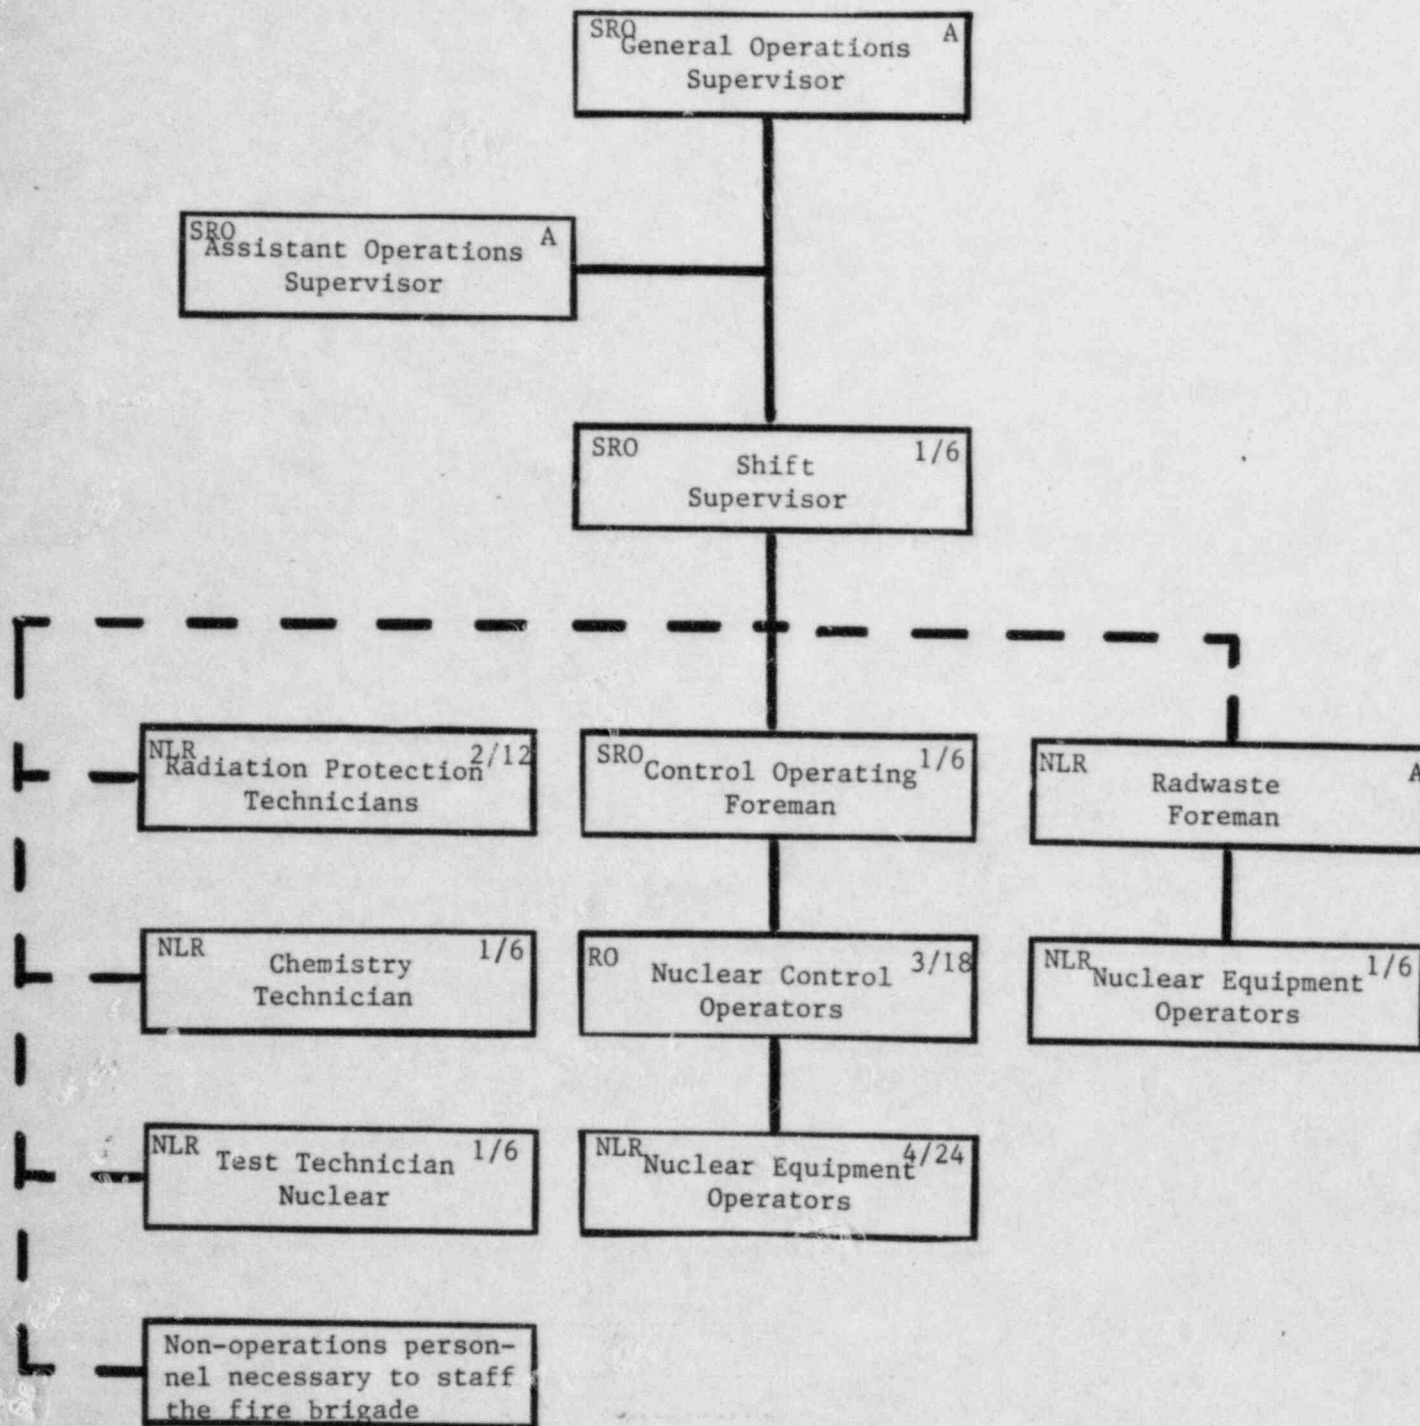 SRO A
General Operations
Supervisor
SRO A
Assistant Operations
Supervisor
SRO 1/6
Shift
Supervisor
NLR 2/12
Radiation Protection
Technicians
SRO 1/6
Control Operating
Foreman
NLR A
Radwaste
Foreman
NLR 1/6
Chemistry
Technician
RO 3/18
Nuclear Control
Operators
NLR 1/6
Nuclear Equipment
Operators
NLR 1/6
Test Technician
Nuclear
NLR 4/24
Nuclear Equipment
Operators
Non-operations person-
nel necessary to staff
the fire brigade